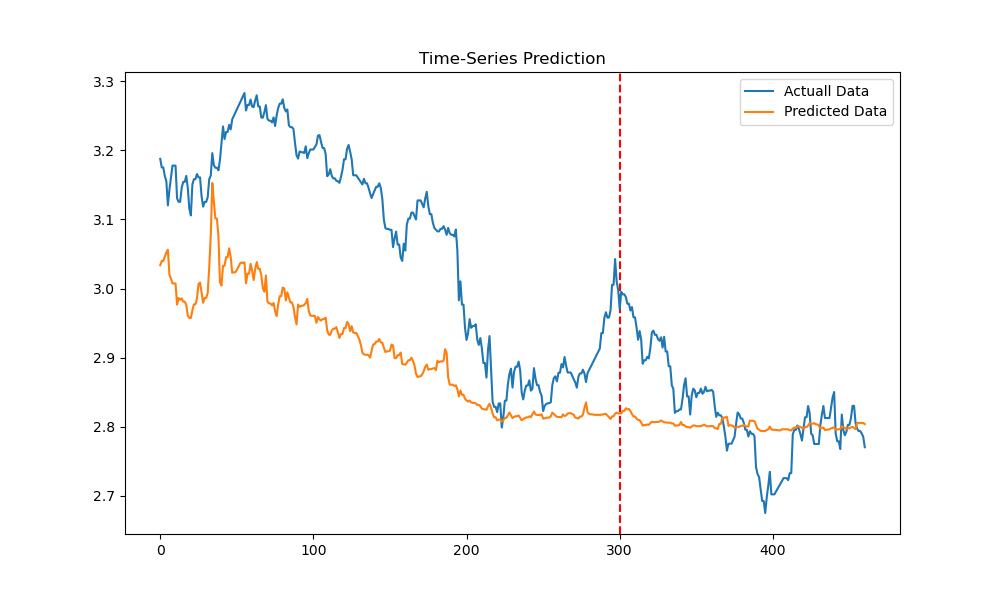 Time-Series Prediction
Actuall Data
Predicted Data
3.3
3.2
3.1
3.0
2.9
2.8
2.7
0 100 200 300 400